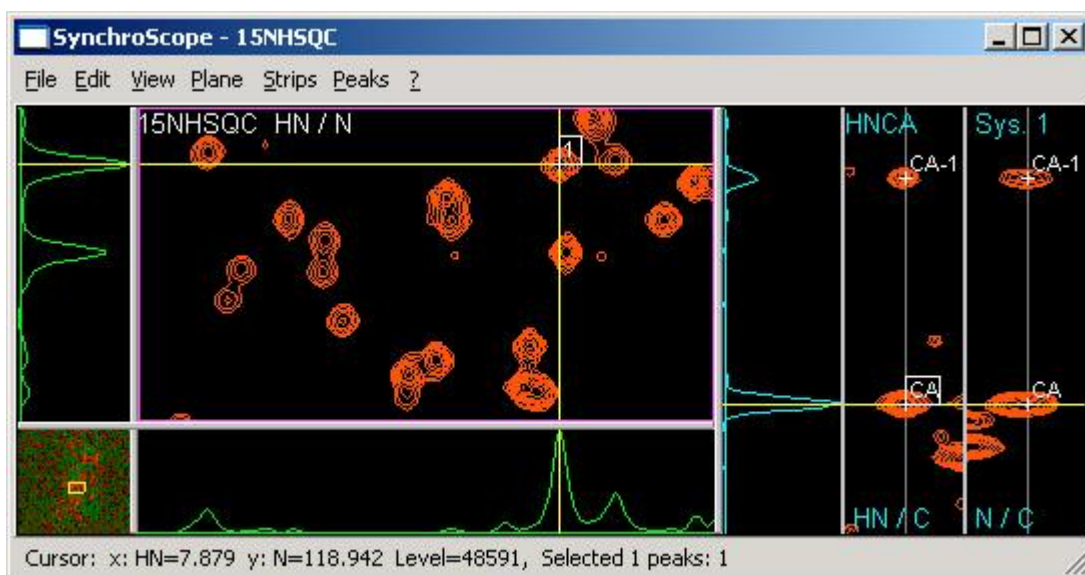 SynchroScope - 15NHSQC
File Edit View Plane Strips Peaks ?
15NHSQC HN / N
1
HNCA Sys. 1
CA-1 CA-1
CA CA
HN / C N / C
Cursor: x: HN=7.879 y: N=118.942 Level=48591, Selected 1 peaks: 1